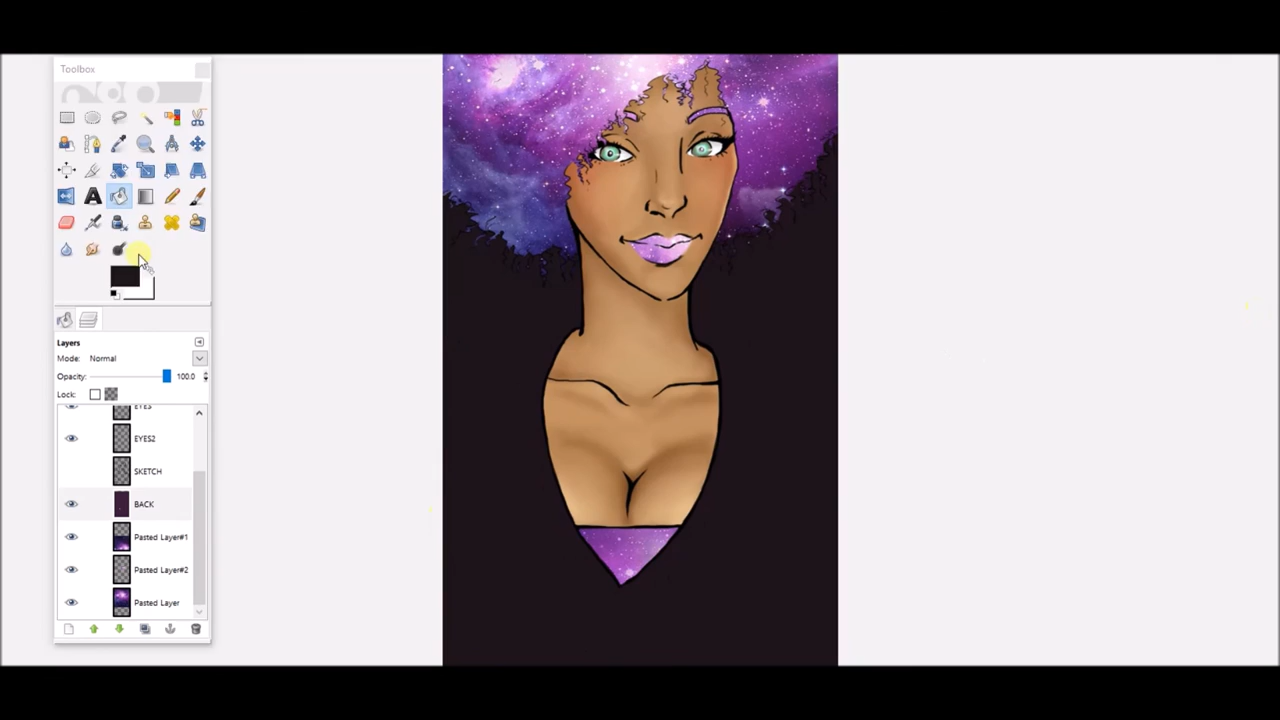 Toolbox
Layers
Mode: Normal
Opacity: 100.0
Lock:
EYES
EYES2
SKETCH
BACK
Pasted Layer#1
Pasted Layer#2
Pasted Layer